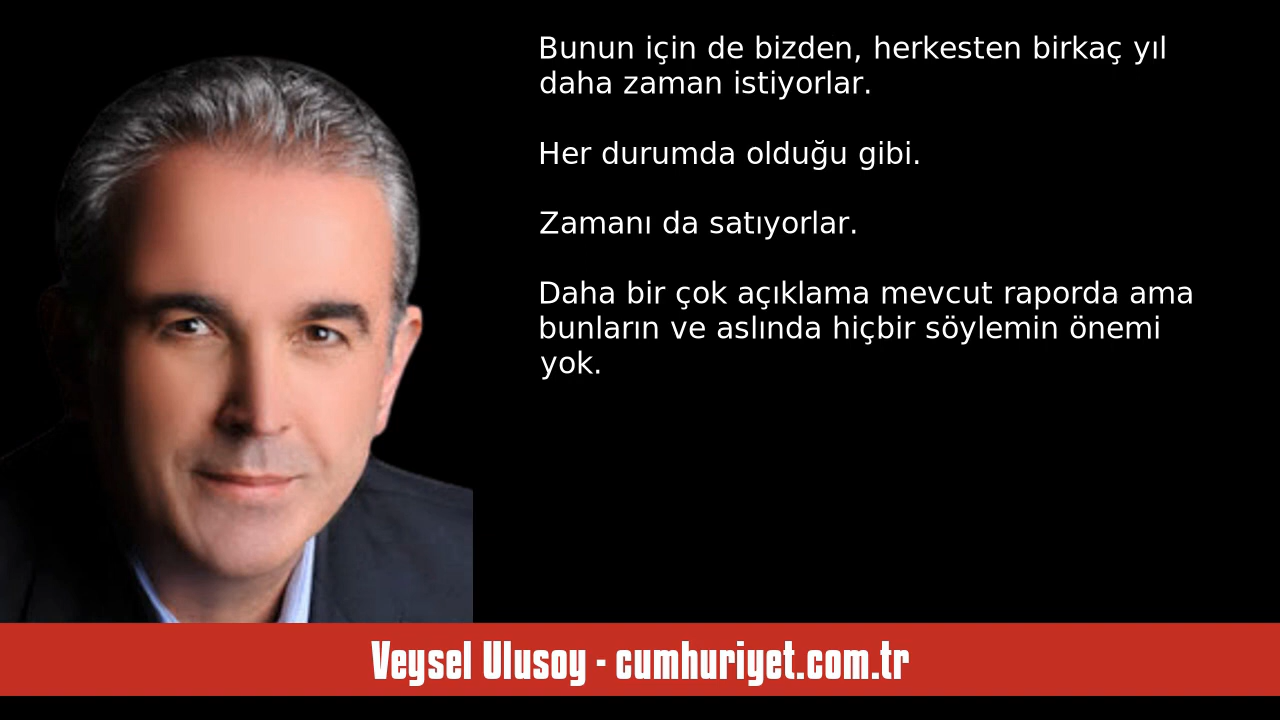 Bunun için de bizden, herkesten birkaç yıl
daha zaman istiyorlar.
Her durumda olduğu gibi.
Zamanı da satıyorlar.
Daha bir çok açıklama mevcut raporda ama
bunların ve aslında hiçbir söylemin önemi
yok.
Veysel Ulusoy - cumhuriyet.com.tr